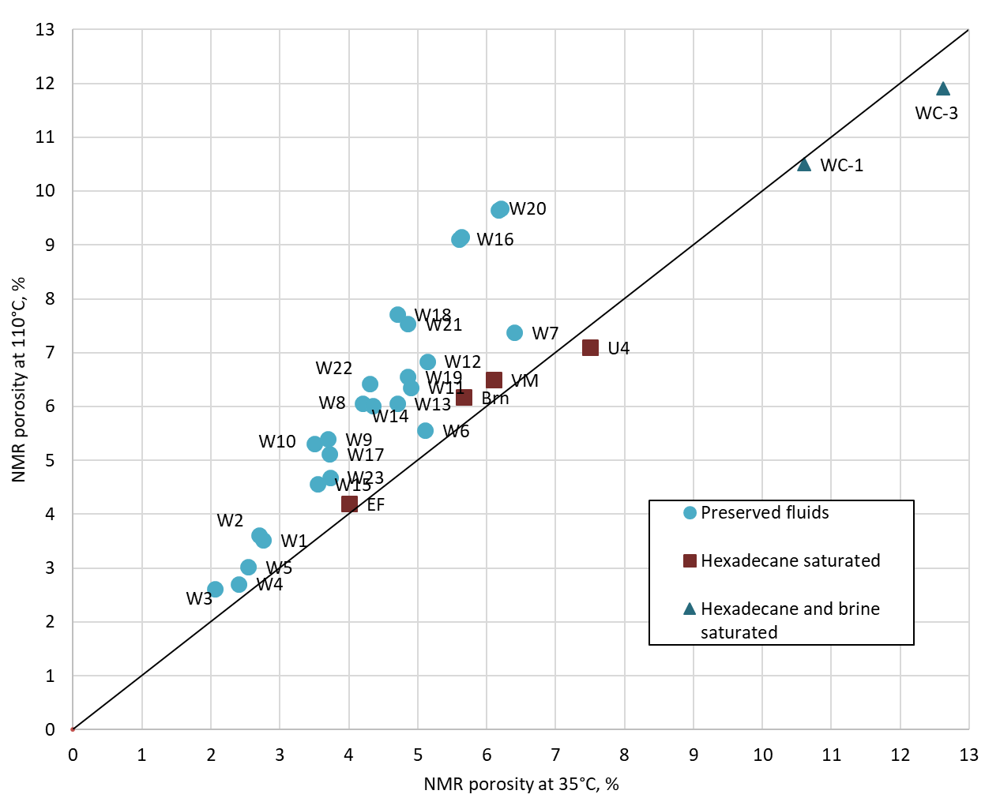 13
12
11
10
9
8
7
6
5
4
3
2
1
0
NMR porosity at 110°C, %
WC-3
WC-1
W20
W16
W18
W21
W7
U4
W12
W22
W19
W11
VM
Brn
W8
W13
W14
W6
W10
W9
W17
W23
W15
EF
W2
W1
W5
W4
W3
Preserved fluids
Hexadecane saturated
Hexadecane and brine
saturated
0 1 2 3 4 5 6 7 8 9 10 11 12 13
NMR porosity at 35°C, %